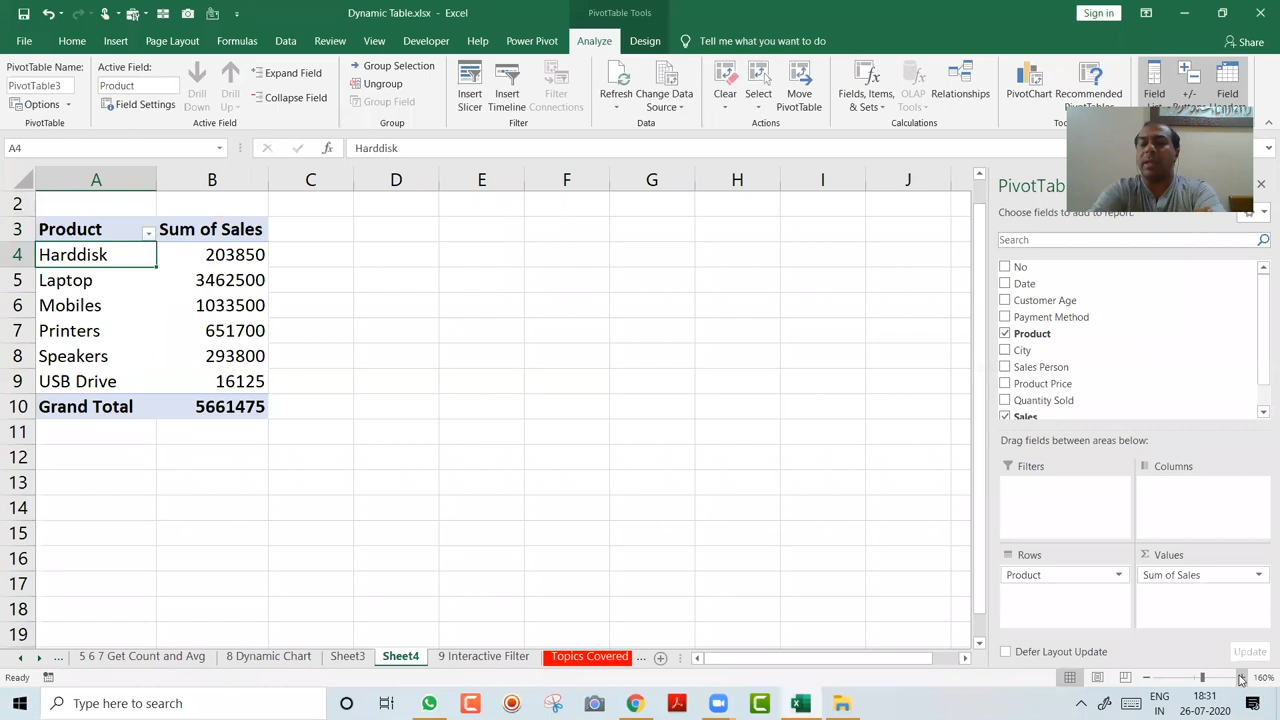 Dynamic Table.xlsx - Excel
PivotTable Tools
Sign in
File Home Insert Page Layout Formulas Data Review View Developer Help Power Pivot Analyze Design Tell me what you want to do Share
PivotTable Name:
PivotTable3
Options
PivotTable
Active Field:
Product
Field Settings
Drill Down
Drill Up
Expand Field
Collapse Field
Active Field
Group Selection
Ungroup
Group Field
Group
Insert Slicer
Insert Timeline
Filter Connections
Filter
Refresh
Change Data Source
Data
Clear
Select
Move PivotTable
Actions
Fields, Items, & Sets
OLAP Tools
Relationships
Calculations
PivotChart
Recommended
Field
+/-
Field
A4
Harddisk
A B C D E F G H I J
2
3 Product Sum of Sales
4 Harddisk 203850
5 Laptop 3462500
6 Mobiles 1033500
7 Printers 651700
8 Speakers 293800
9 USB Drive 16125
10 Grand Total 5661475
11
12
13
14
15
16
17
18
19
Choose fields to add to report:
Search
No
Date
Customer Age
Payment Method
Product
City
Sales Person
Product Price
Quantity Sold
Sales
Drag fields between areas below:
Filters
Columns
Rows
Values
Product
Sum of Sales
Defer Layout Update
Update
... 5 6 7 Get Count and Avg 8 Dynamic Chart Sheet3 Sheet4 9 Interactive Filter Topics Covered ...
Ready
160%
Type here to search
ENG
IN
18:31
26-07-2020